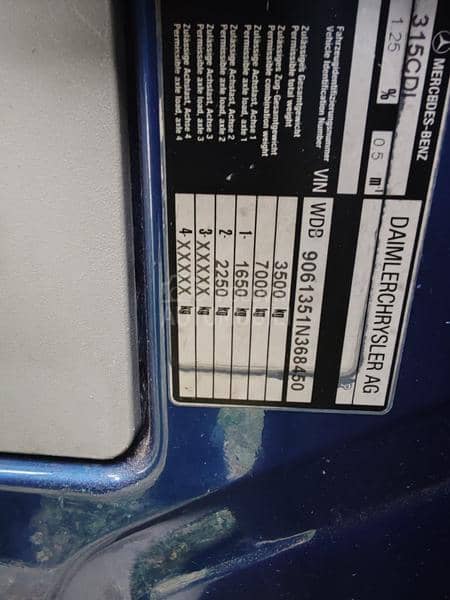 MERCEDES-BENZ
DAIMLERCHRYSLER AG
315CDI
1.25 %
0.5 m⁻¹
Fahrzeugidentifizierungsnummer
Vehicle Identification Number
VIN WDB 9061351N368450
Zulässiges Gesamtgewicht
Permissible total weight
3500 kg
Zulässiges Zug-Gesamtgewicht
Permissible combination weight
7000 kg
Zulässige Achslast, Achse 1
Permissible axle load, axle 1
1- 1650 kg
Zulässige Achslast, Achse 2
Permissible axle load, axle 2
2- 2250 kg
Zulässige Achslast, Achse 3
Permissible axle load, axle 3
3-XXXXX kg
Zulässige Achslast, Achse 4
Permissible axle load, axle 4
4-XXXXX kg